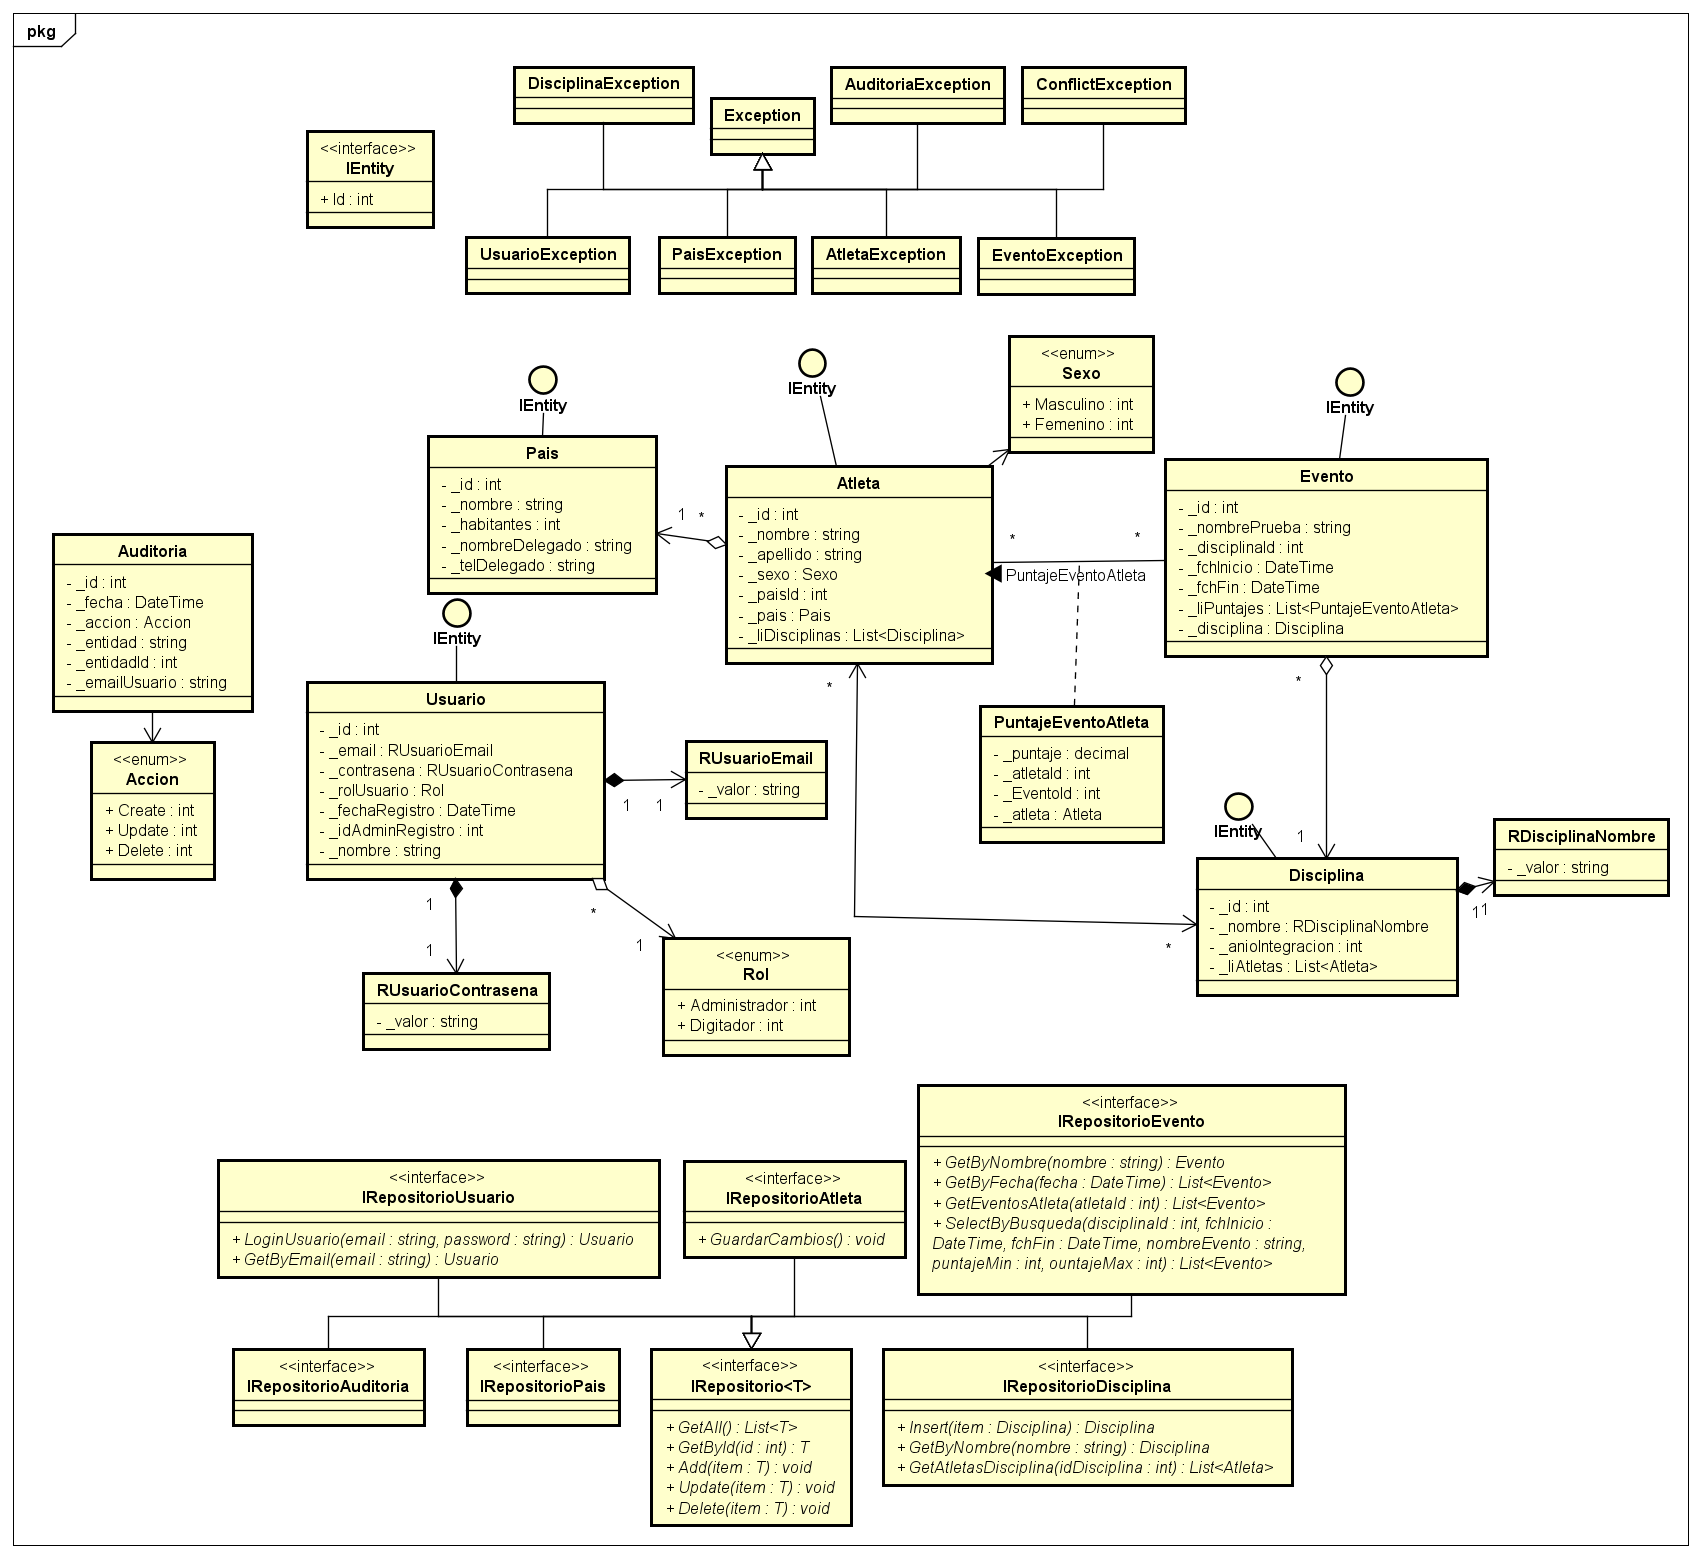 pkg
DisciplinaException
Exception
AuditoriaException
ConflictException
<<interface>>
IEntity
+ Id : int
UsuarioException
PaisException
AtletaException
EventoException
IEntity
Pais
- _id : int
- _nombre : string
- _habitantes : int
- _nombreDelegado : string
- _telDelegado : string
1
*
IEntity
Atleta
- _id : int
- _nombre : string
- _apellido : string
- _sexo : Sexo
- _paisId : int
- _pais : Pais
- _liDisciplinas : List<Disciplina>
<<enum>>
Sexo
+ Masculino : int
+ Femenino : int
IEntity
Evento
- _id : int
- _nombrePrueba : string
- _disciplinaId : int
- _fchInicio : DateTime
- _fchFin : DateTime
- _liPuntajes : List<PuntajeEventoAtleta>
- _disciplina : Disciplina
*
*
PuntajeEventoAtleta
Auditoria
- _id : int
- _fecha : DateTime
- _accion : Accion
- _entidad : string
- _entidadId : int
- _emailUsuario : string
<<enum>>
Accion
+ Create : int
+ Update : int
+ Delete : int
IEntity
Usuario
- _id : int
- _email : RUsuarioEmail
- _contrasena : RUsuarioContrasena
- _rolUsuario : Rol
- _fechaRegistro : DateTime
- _idAdminRegistro : int
- _nombre : string
1
1
RUsuarioEmail
- _valor : string
1
1
RUsuarioContrasena
- _valor : string
*
1
<<enum>>
Rol
+ Administrador : int
+ Digitador : int
*
*
PuntajeEventoAtleta
- _puntaje : decimal
- _atletaId : int
- _EventoId : int
- _atleta : Atleta
*
1
IEntity
Disciplina
- _id : int
- _nombre : RDisciplinaNombre
- _anioIntegracion : int
- _liAtletas : List<Atleta>
1
1
RDisciplinaNombre
- _valor : string
<<interface>>
IRepositorioUsuario
+ LoginUsuario(email : string, password : string) : Usuario
+ GetByEmail(email : string) : Usuario
<<interface>>
IRepositorioAtleta
+ GuardarCambios() : void
<<interface>>
IRepositorioEvento
+ GetByNombre(nombre : string) : Evento
+ GetByFecha(fecha : DateTime) : List<Evento>
+ GetEventosAtleta(atletaId : int) : List<Evento>
+ SelectByBusqueda(disciplinaId : int, fchInicio :
DateTime, fchFin : DateTime, nombreEvento : string,
puntajeMin : int, ountajeMax : int) : List<Evento>
<<interface>>
IRepositorioAuditoria
<<interface>>
IRepositorioPais
<<interface>>
IRepositorio<T>
+ GetAll() : List<T>
+ GetById(id : int) : T
+ Add(item : T) : void
+ Update(item : T) : void
+ Delete(item : T) : void
<<interface>>
IRepositorioDisciplina
+ Insert(item : Disciplina) : Disciplina
+ GetByNombre(nombre : string) : Disciplina
+ GetAtletasDisciplina(idDisciplina : int) : List<Atleta>